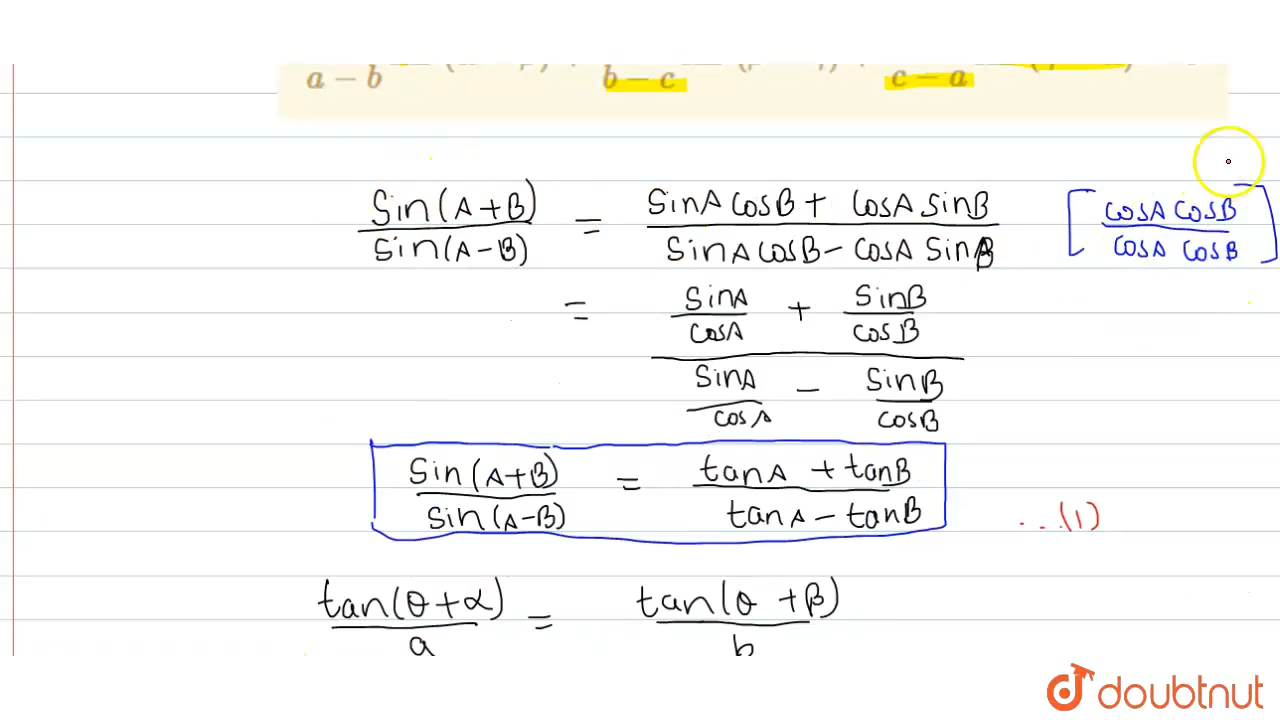 a − b   b − c   c − a
Sin(A+B) / Sin(A−B) = SinA cosB + cosA sinB / SinA cosB − cosA SinB [cosA cosB / cosA cosB]
= SinA/cosA + SinB/cosB
SinA/cosA − SinB/cosB
Sin(A+B) / Sin(A−B) = tanA + tanB / tanA − tanB ...(1)
tan(θ+α) / a = tan(θ+β) / b
doubtnut